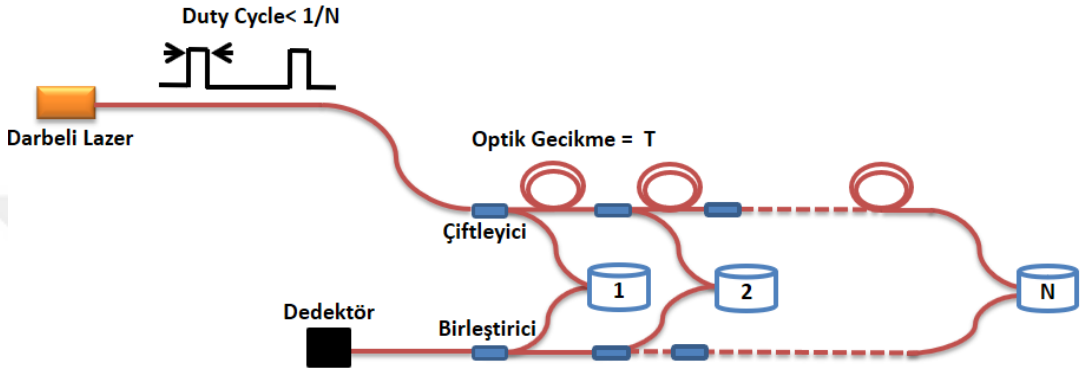 Duty Cycle< 1/N
Darbeli Lazer
Optik Gecikme = T
Çiftleyici
1
2
N
Dedektör
Birleştirici